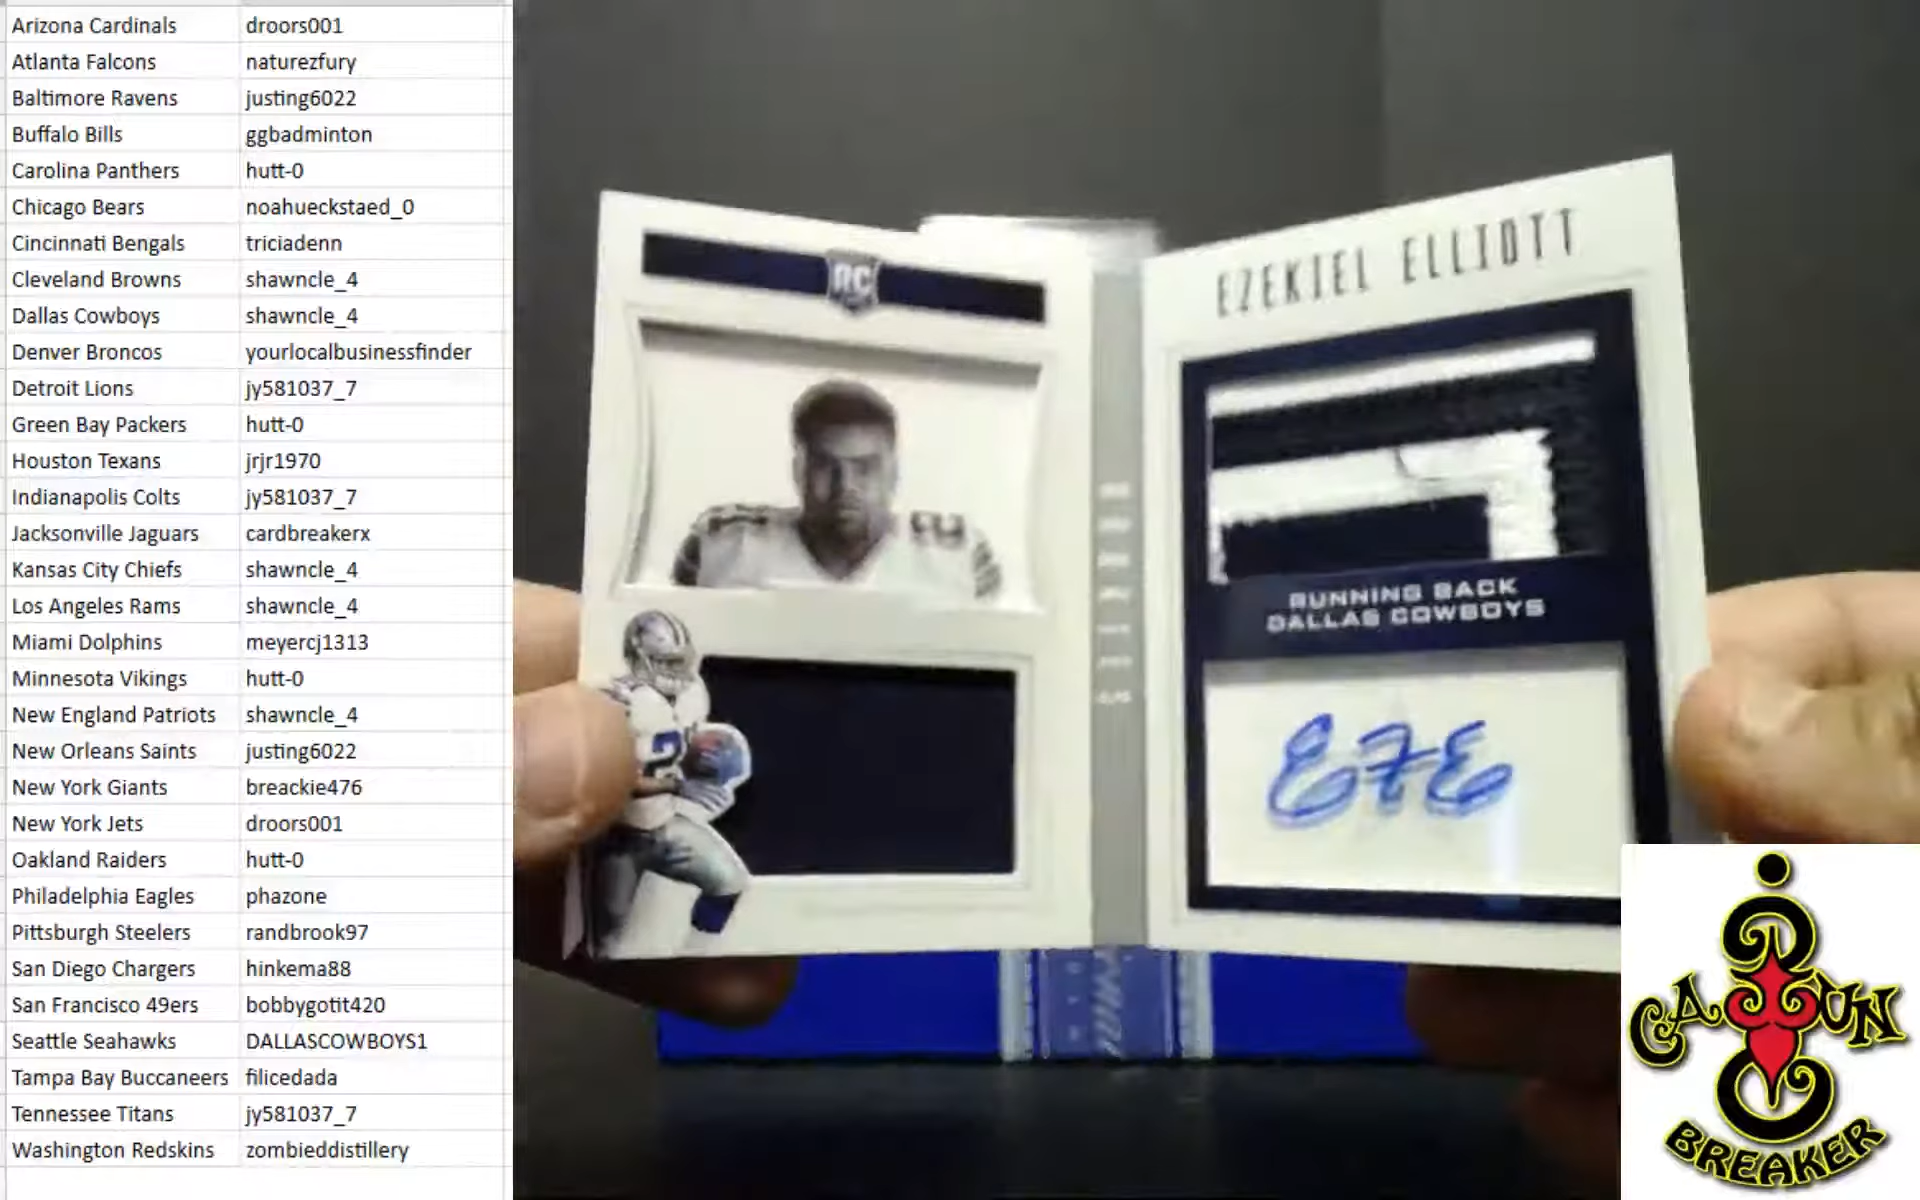 Arizona Cardinals droors001
Atlanta Falcons naturezfury
Baltimore Ravens justing6022
Buffalo Bills ggbadminton
Carolina Panthers hutt-0
Chicago Bears noahueckstaed_0
Cincinnati Bengals triciadenn
Cleveland Browns shawncle_4
Dallas Cowboys shawncle_4
Denver Broncos yourlocalbusinessfinder
Detroit Lions jy581037_7
Green Bay Packers hutt-0
Houston Texans jrjr1970
Indianapolis Colts jy581037_7
Jacksonville Jaguars cardbreakerx
Kansas City Chiefs shawncle_4
Los Angeles Rams shawncle_4
Miami Dolphins meyercj1313
Minnesota Vikings hutt-0
New England Patriots shawncle_4
New Orleans Saints justing6022
New York Giants breackie476
New York Jets droors001
Oakland Raiders hutt-0
Philadelphia Eagles phazone
Pittsburgh Steelers randbrook97
San Diego Chargers hinkema88
San Francisco 49ers bobbygotit420
Seattle Seahawks DALLASCOWBOYS1
Tampa Bay Buccaneers filicedada
Tennessee Titans jy581037_7
Washington Redskins zombieddistillery
RC
EZEKIEL ELLIOTT
RUNNING BACK
DALLAS COWBOYS
EZE
CAJUN
BREAKER